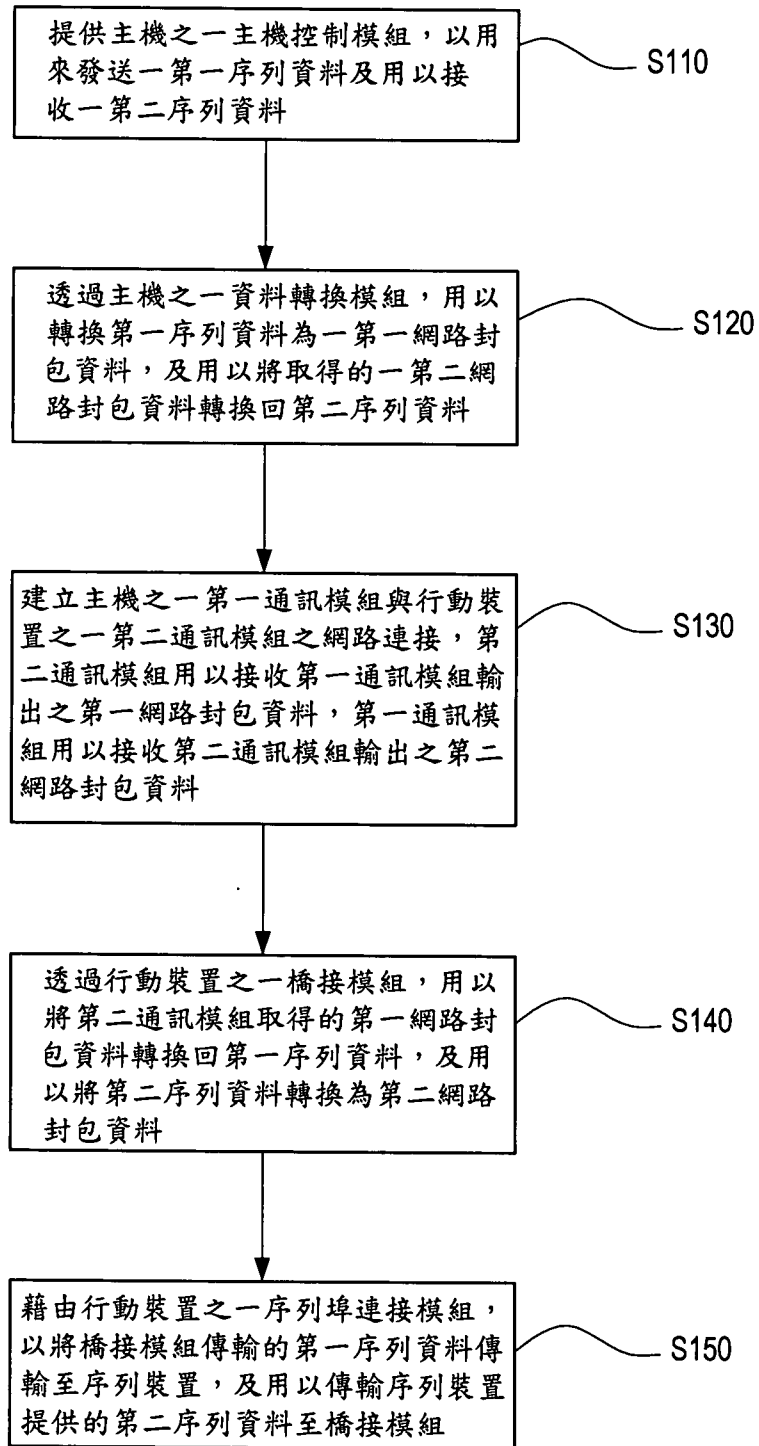 提供主機之一主機控制模組，以用
來發送一第一序列資料及用以接
收一第二序列資料
S110
透過主機之一資料轉換模組，用以
轉換第一序列資料為一第一網路封
包資料，及用以將取得的一第二網
路封包資料轉換回第二序列資料
S120
建立主機之一第一通訊模組與行動裝
置之一第二通訊模組之網路連接，第
二通訊模組用以接收第一通訊模組輸
出之第一網路封包資料，第一通訊模
組用以接收第二通訊模組輸出之第二
網路封包資料
S130
透過行動裝置之一橋接模組，用以
將第二通訊模組取得的第一網路封
包資料轉換回第一序列資料，及用
以將第二序列資料轉換為第二網路
封包資料
S140
藉由行動裝置之一序列埠連接模組，
以將橋接模組傳輸的第一序列資料傳
輸至序列裝置，及用以傳輸序列裝置
提供的第二序列資料至橋接模組
S150